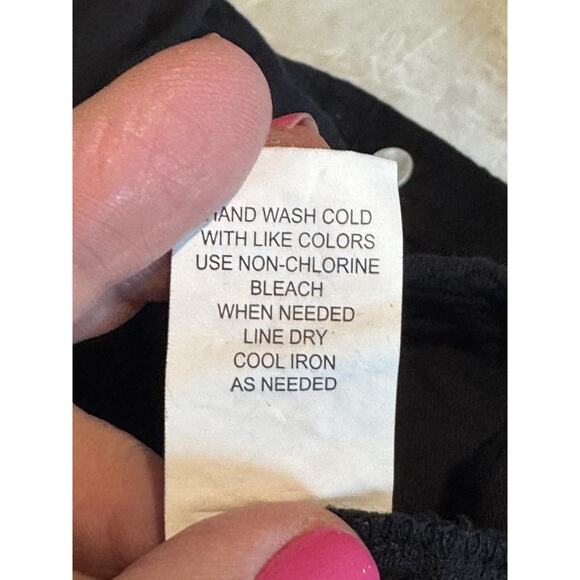 HAND WASH COLD
WITH LIKE COLORS
USE NON-CHLORINE
BLEACH
WHEN NEEDED
LINE DRY
COOL IRON
AS NEEDED